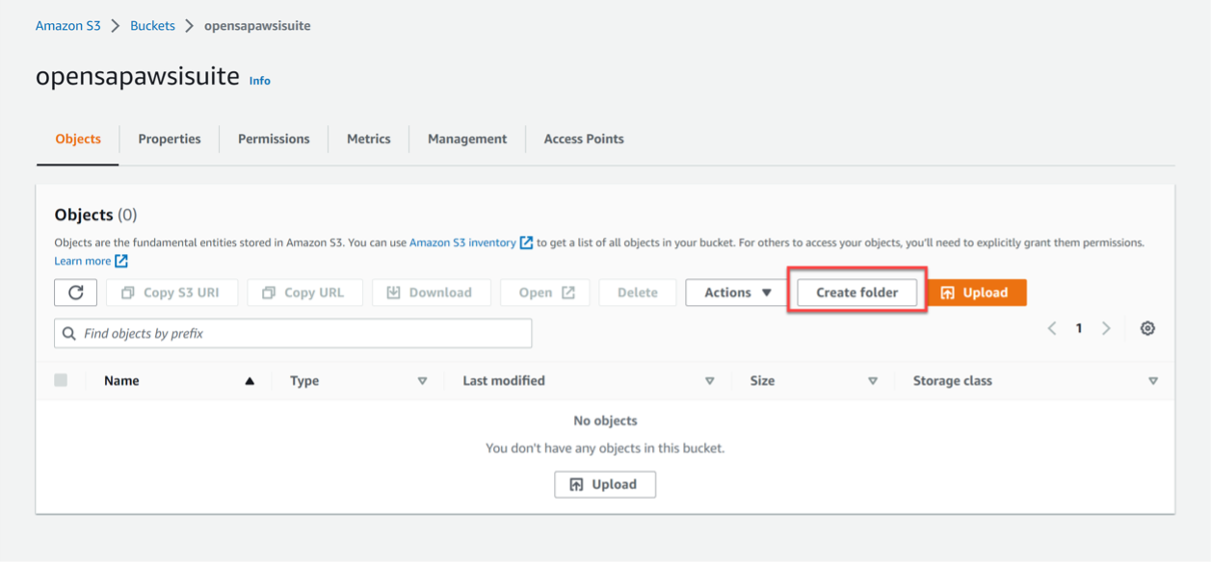 Amazon S3 > Buckets > opensapawsisuite
opensapawsisuite Info
Objects Properties Permissions Metrics Management Access Points
Objects (0)
Objects are the fundamental entities stored in Amazon S3. You can use Amazon S3 inventory to get a list of all objects in your bucket. For others to access your objects, you'll need to explicitly grant them permissions.
Learn more
Copy S3 URI Copy URL Download Open Delete Actions Create folder Upload
Find objects by prefix
1
Name Type Last modified Size Storage class
No objects
You don't have any objects in this bucket.
Upload